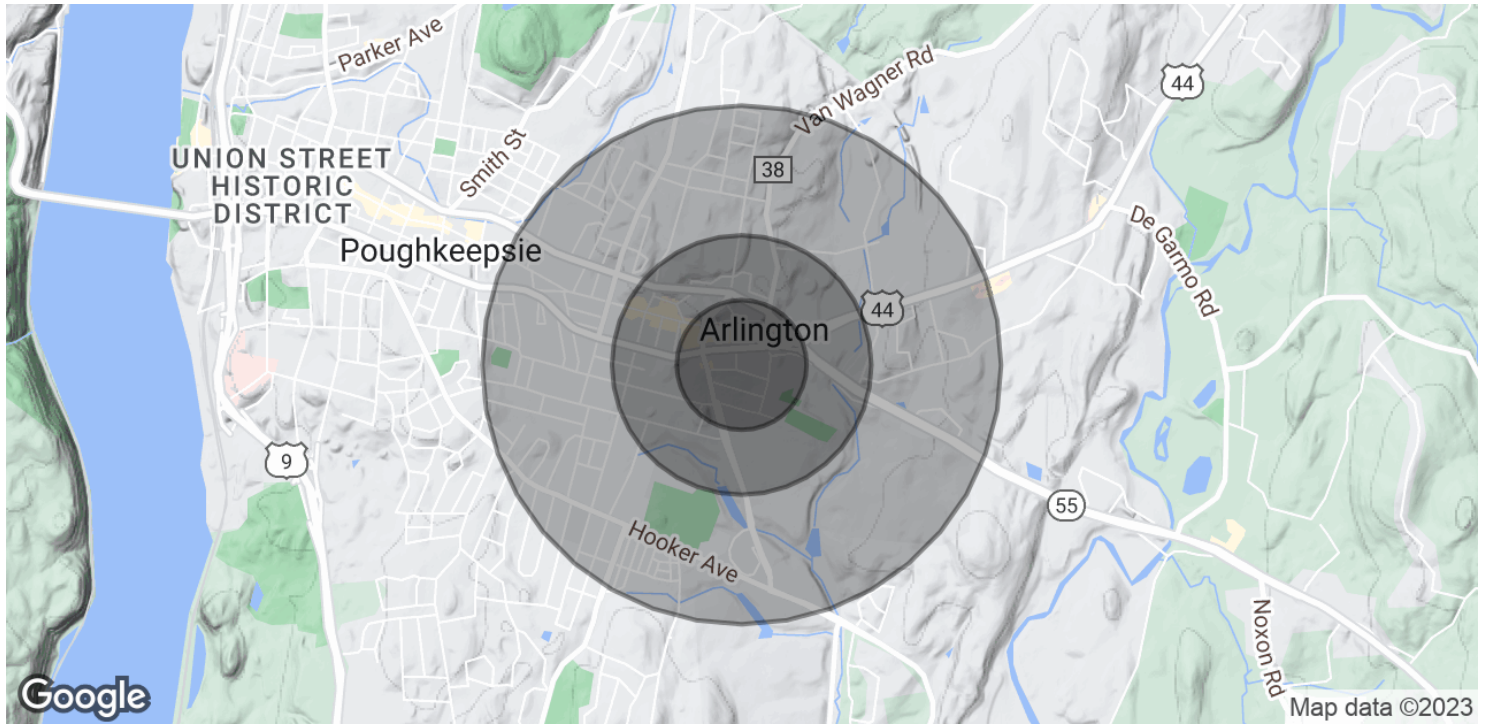 Parker Ave
Van Wagner Rd
44
UNION STREET
HISTORIC
DISTRICT
Smith St
38
Poughkeepsie
De Garmo Rd
44
Arlington
9
55
Hooker Ave
Noxon Rd
Google
Map data ©2023